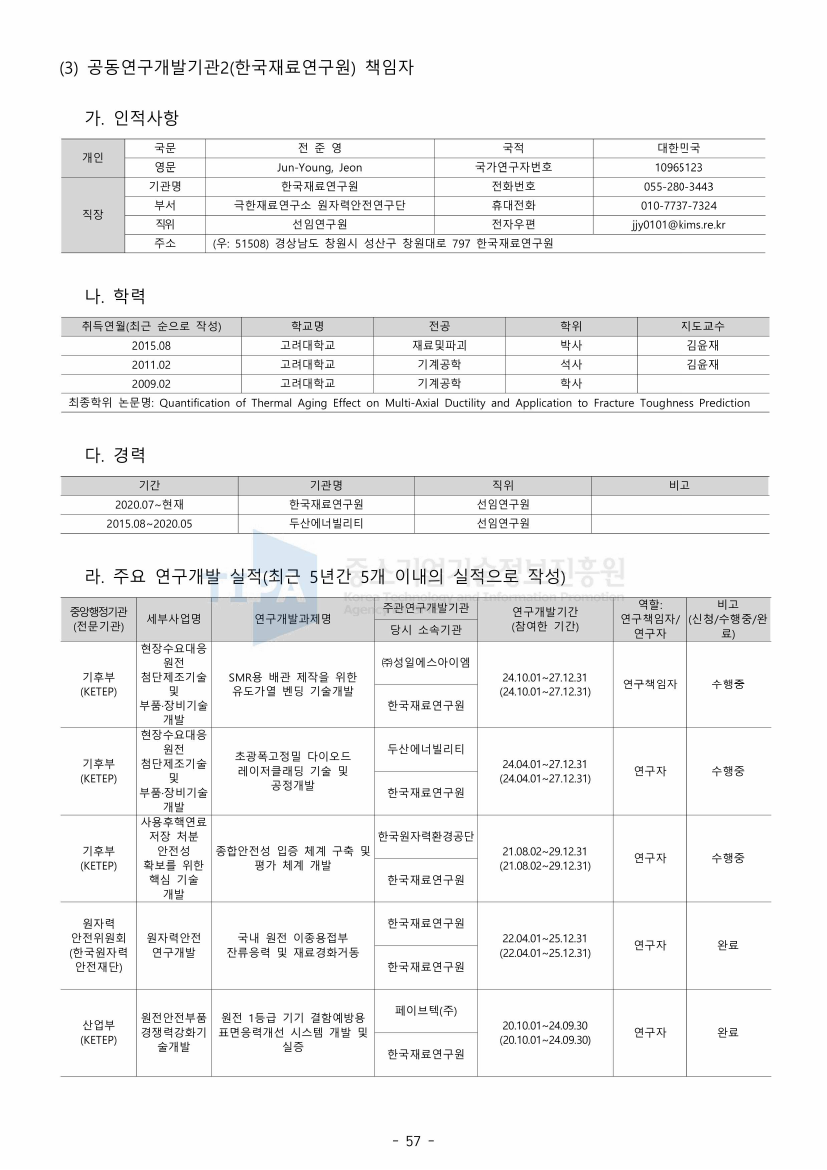 (3) 공동연구개발기관2(한국재료연구원) 책임자
가. 인적사항
개인 국문 전 준 영 국적 대한민국
영문 Jun-Young, Jeon 국가연구자번호 10965123
직장 기관명 한국재료연구원 전화번호 055-280-3443
부서 극한재료연구소 원자력안전연구단 휴대전화 010-7737-7324
직위 선임연구원 전자우편 jjy0101@kims.re.kr
주소 (우: 51508) 경상남도 창원시 성산구 창원대로 797 한국재료연구원
나. 학력
취득연월(최근 순으로 작성) 학교명 전공 학위 지도교수
2015.08 고려대학교 재료및파괴 박사 김윤재
2011.02 고려대학교 기계공학 석사 김윤재
2009.02 고려대학교 기계공학 학사
최종학위 논문명: Quantification of Thermal Aging Effect on Multi-Axial Ductility and Application to Fracture Toughness Prediction
다. 경력
기간 기관명 직위 비고
2020.07~현재 한국재료연구원 선임연구원
2015.08~2020.05 두산에너빌리티 선임연구원
TIPA 중소기업기술정보진흥원
Korea Technology and Information Promotion
Agency
라. 주요 연구개발 실적(최근 5년간 5개 이내의 실적으로 작성)
중앙행정기관
(전문기관)
세부사업명
연구개발과제명
주관연구개발기관
당시 소속기관
연구개발기간
(참여한 기간)
역할:
연구책임자/
연구자
비고
(신청/수행중/완
료)
기후부
(KETEP)
현장수요대응
원전
첨단제조기술
및
부품·장비기술
개발
SMR용 배관 제작을 위한
유도가열 벤딩 기술개발
㈜성일에스아이엠
한국재료연구원
24.10.01~27.12.31
(24.10.01~27.12.31)
연구책임자
수행중
기후부
(KETEP)
현장수요대응
원전
첨단제조기술
및
부품·장비기술
개발
초광폭고정밀 다이오드
레이저클래딩 기술 및
공정개발
두산에너빌리티
한국재료연구원
24.04.01~27.12.31
(24.04.01~27.12.31)
연구자
수행중
기후부
(KETEP)
사용후핵연료
저장 처분
안전성
확보를 위한
핵심 기술
개발
종합안전성 입증 체계 구축 및
평가 체계 개발
한국원자력환경공단
한국재료연구원
21.08.02~29.12.31
(21.08.02~29.12.31)
연구자
수행중
원자력
안전위원회
(한국원자력
안전재단)
원자력안전
연구개발
국내 원전 이종용접부
잔류응력 및 재료경화거동
한국재료연구원
한국재료연구원
22.04.01~25.12.31
(22.04.01~25.12.31)
연구자
완료
산업부
(KETEP)
원전안전부품
경쟁력강화기
술개발
원전 1등급 기기 결함예방용
표면응력개선 시스템 개발 및
실증
페이브텍(주)
한국재료연구원
20.10.01~24.09.30
(20.10.01~24.09.30)
연구자
완료
- 57 -